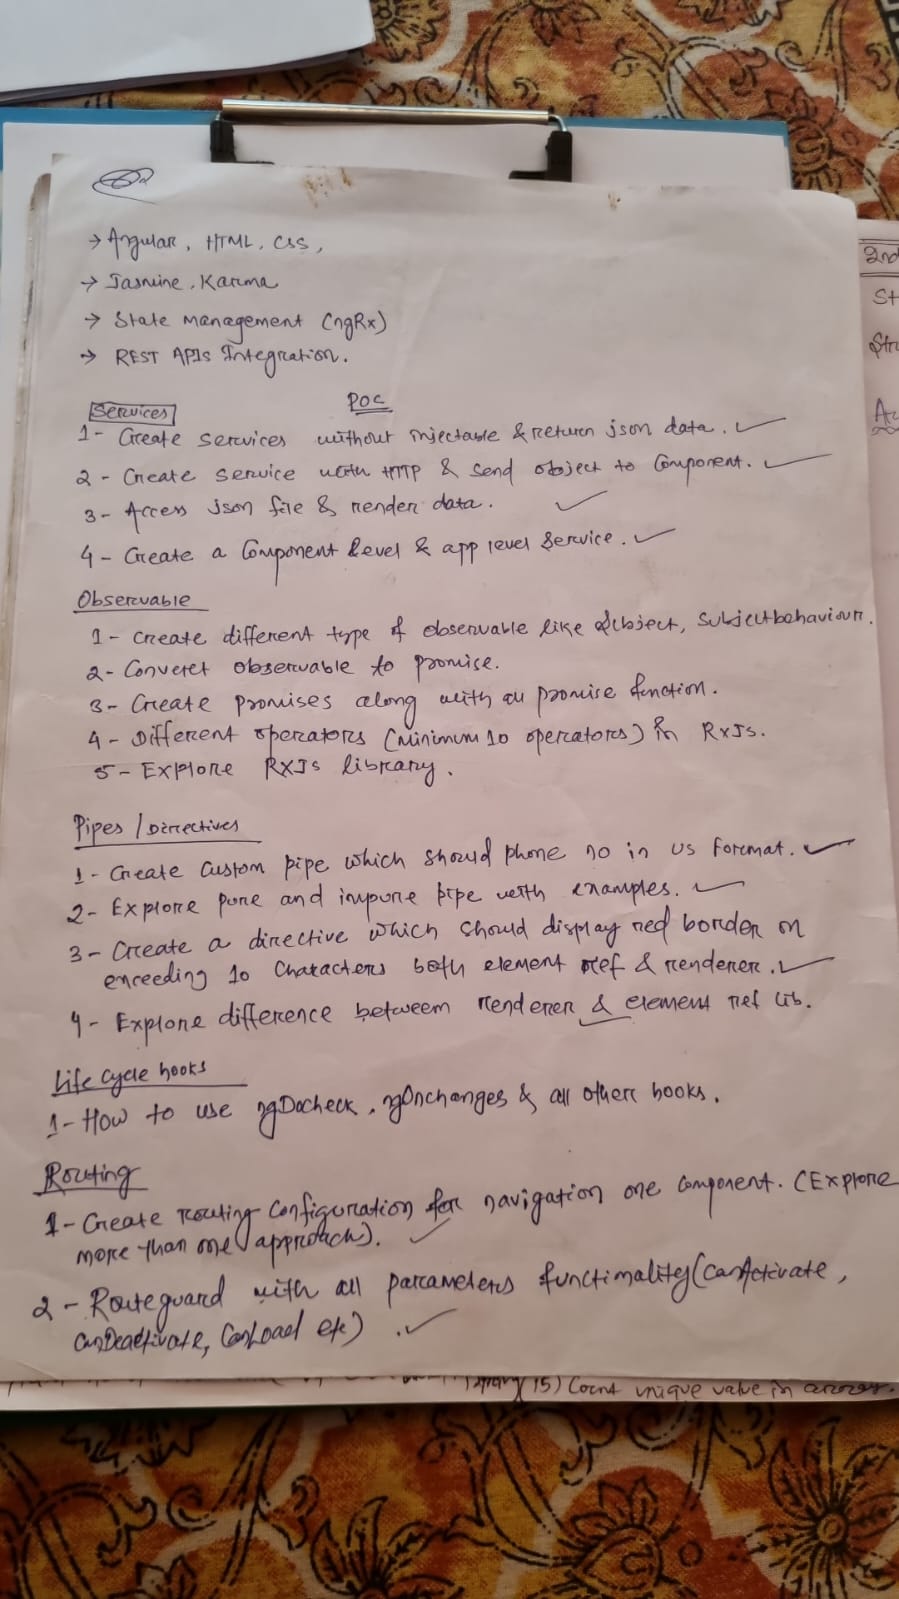 → Angular, HTML, CSS,
→ Jasmine, Karma
→ State Management (ngRx)
→ REST APIs Integration.
POC
Services
1- Create services without injectable & return json data.
2 - Create service with HTTP & send object to Component.
3- Access json file & render data.
4- Create a Component level & app level service.
Observable
1- Create different type of observable like subject, subjectbehaviour.
2- Convert observable to promise.
3- Create promises along with all promise function.
4 - Different operators (minimum 10 operators) in RxJs.
5- Explore RXJs library.
Pipes / Directives
1- Create Custom pipe which should phone no in US Format.
2- Explore pure and impure pipe with examples.
3- Create a directive which should display red border on
exceeding 10 Characters both element ref & renderer.
4- Explore difference between renderer & element ref lib.
Life Cycle hooks
1- How to use ngDocheck, ngOnchanges & all other hooks.
Routing
1- Create routing Configuration for navigation one Component. (Explore
more than one approach).
2 - Routeguard with all parameters functionality (canActivate,
canDeactivate, CanLoad etc)
15) Count unique value in array.
2nd
St
Str